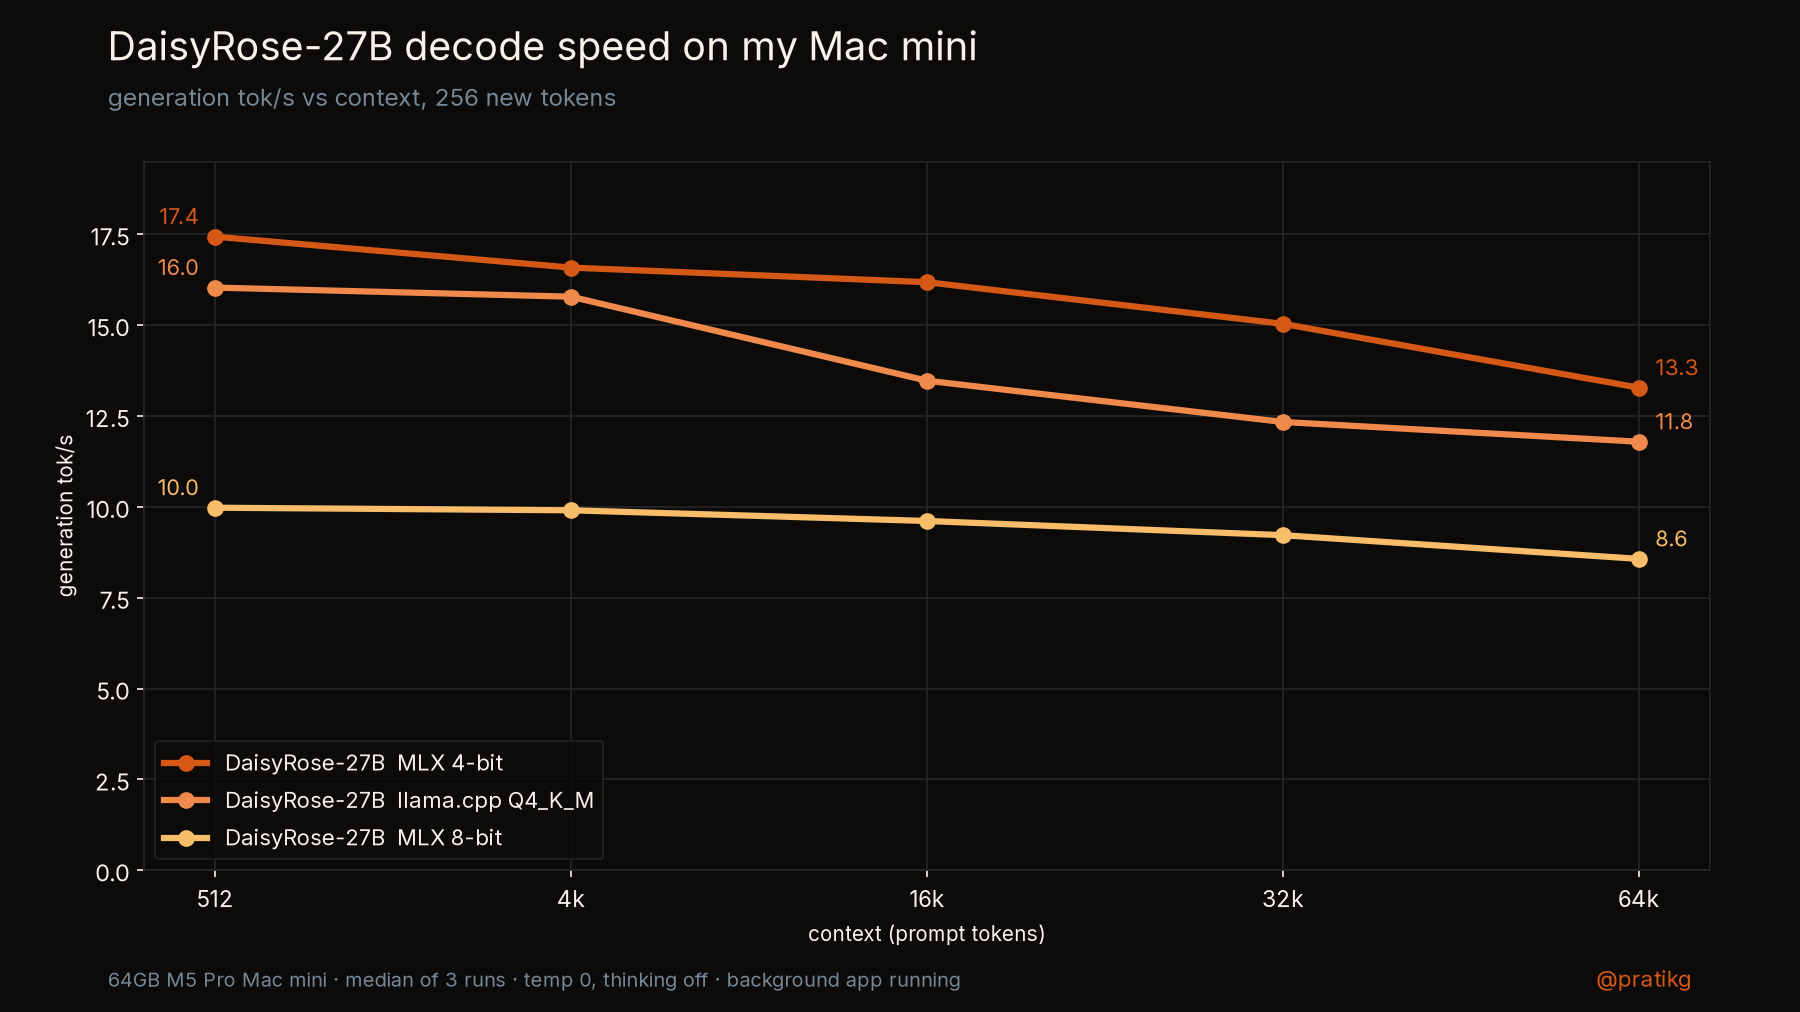 DaisyRose-27B decode speed on my Mac mini
generation tok/s vs context, 256 new tokens
17.4
16.0
10.0
13.3
11.8
8.6
17.5
15.0
12.5
10.0
7.5
5.0
2.5
0.0
generation tok/s
DaisyRose-27B MLX 4-bit
DaisyRose-27B llama.cpp Q4_K_M
DaisyRose-27B MLX 8-bit
512 4k 16k 32k 64k
context (prompt tokens)
64GB M5 Pro Mac mini · median of 3 runs · temp 0, thinking off · background app running
@pratikg